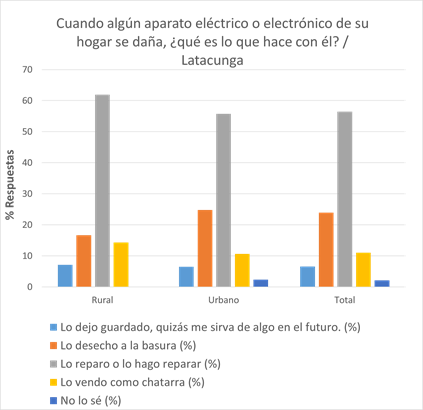 Cuando algún aparato eléctrico o electrónico de su
hogar se daña, ¿qué es lo que hace con él? /
Latacunga
% Respuestas
70
60
50
40
30
20
10
0
Rural
Urbano
Total
Lo dejo guardado, quizás me sirva de algo en el futuro. (%)
Lo desecho a la basura (%)
Lo reparo o lo hago reparar (%)
Lo vendo como chatarra (%)
No lo sé (%)